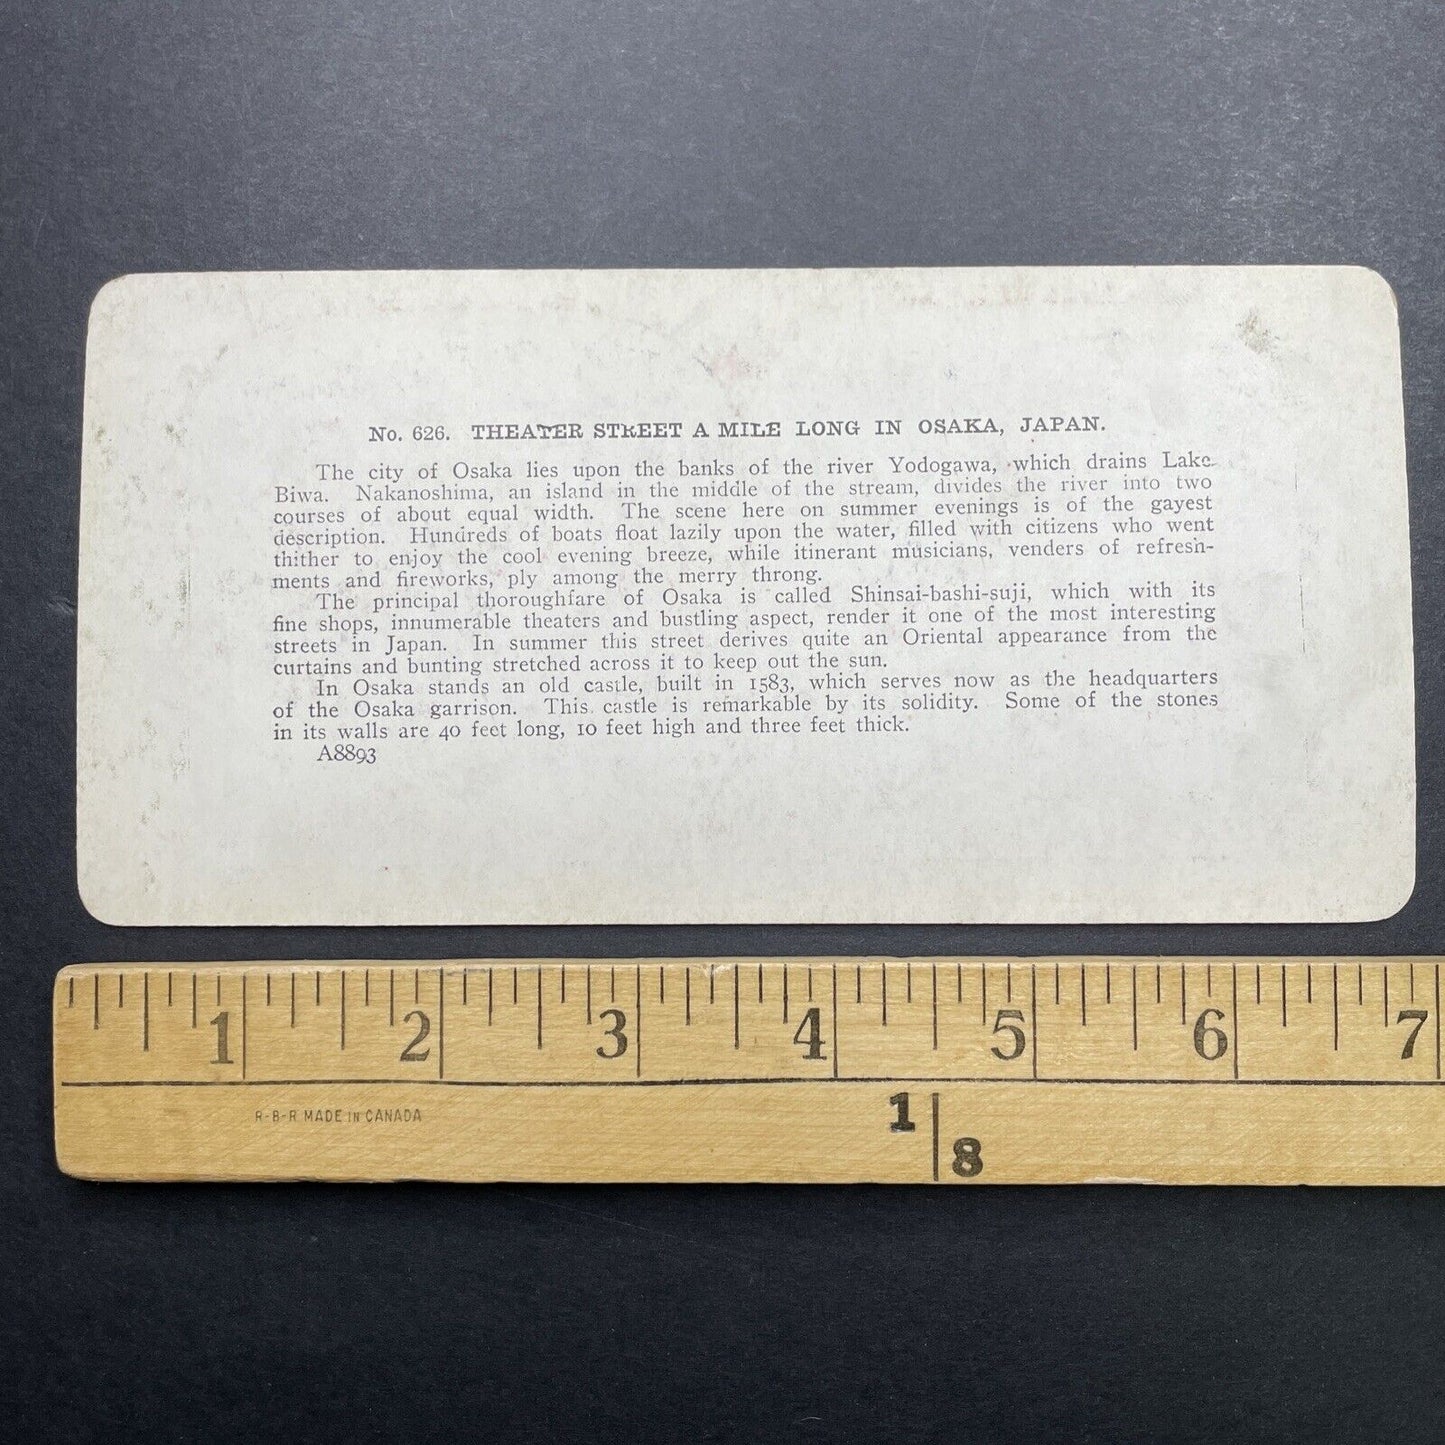 No. 626. THEATER STREET A MILE LONG IN OSAKA, JAPAN.
The city of Osaka lies upon the banks of the river Yodogawa, which drains Lake
Biwa. Nakanoshima, an island in the middle of the stream, divides the river into two
courses of about equal width. The scene here on summer evenings is of the gayest
description. Hundreds of boats float lazily upon the water, filled with citizens who went
thither to enjoy the cool evening breeze, while itinerant musicians, venders of refresh-
ments and fireworks, ply among the merry throng.
The principal thoroughfare of Osaka is called Shinsai-bashi-suji, which with its
fine shops, innumerable theaters and bustling aspect, render it one of the most interesting
streets in Japan. In summer this street derives quite an Oriental appearance from the
curtains and bunting stretched across it to keep out the sun.
In Osaka stands an old castle, built in 1583, which serves now as the headquarters
of the Osaka garrison. This castle is remarkable by its solidity. Some of the stones
in its walls are 40 feet long, 10 feet high and three feet thick.
A8893
1 2 3 4 5 6 7
R-B-R MADE IN CANADA
1
8